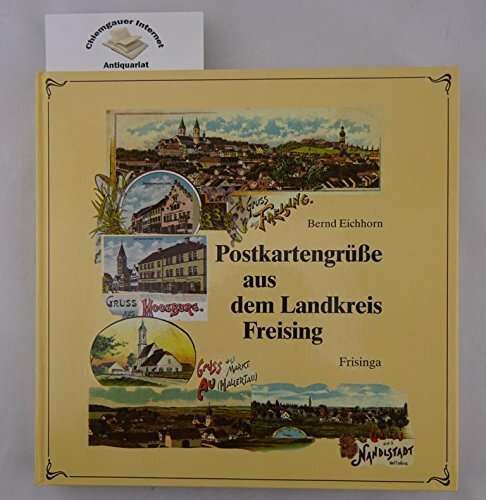 Chiemgauer Internet
Antiquariat
GRUSS
FREISING.
Bernd Eichhorn
Postkartengrüße
aus
dem Landkreis
Freising
Frisinga
GRUSS
AUS
MOOSBURG.
GRUSS AUS
MARKT
AU
(HALLERTAU)
GRUSS
AUS
NANDLSTADT